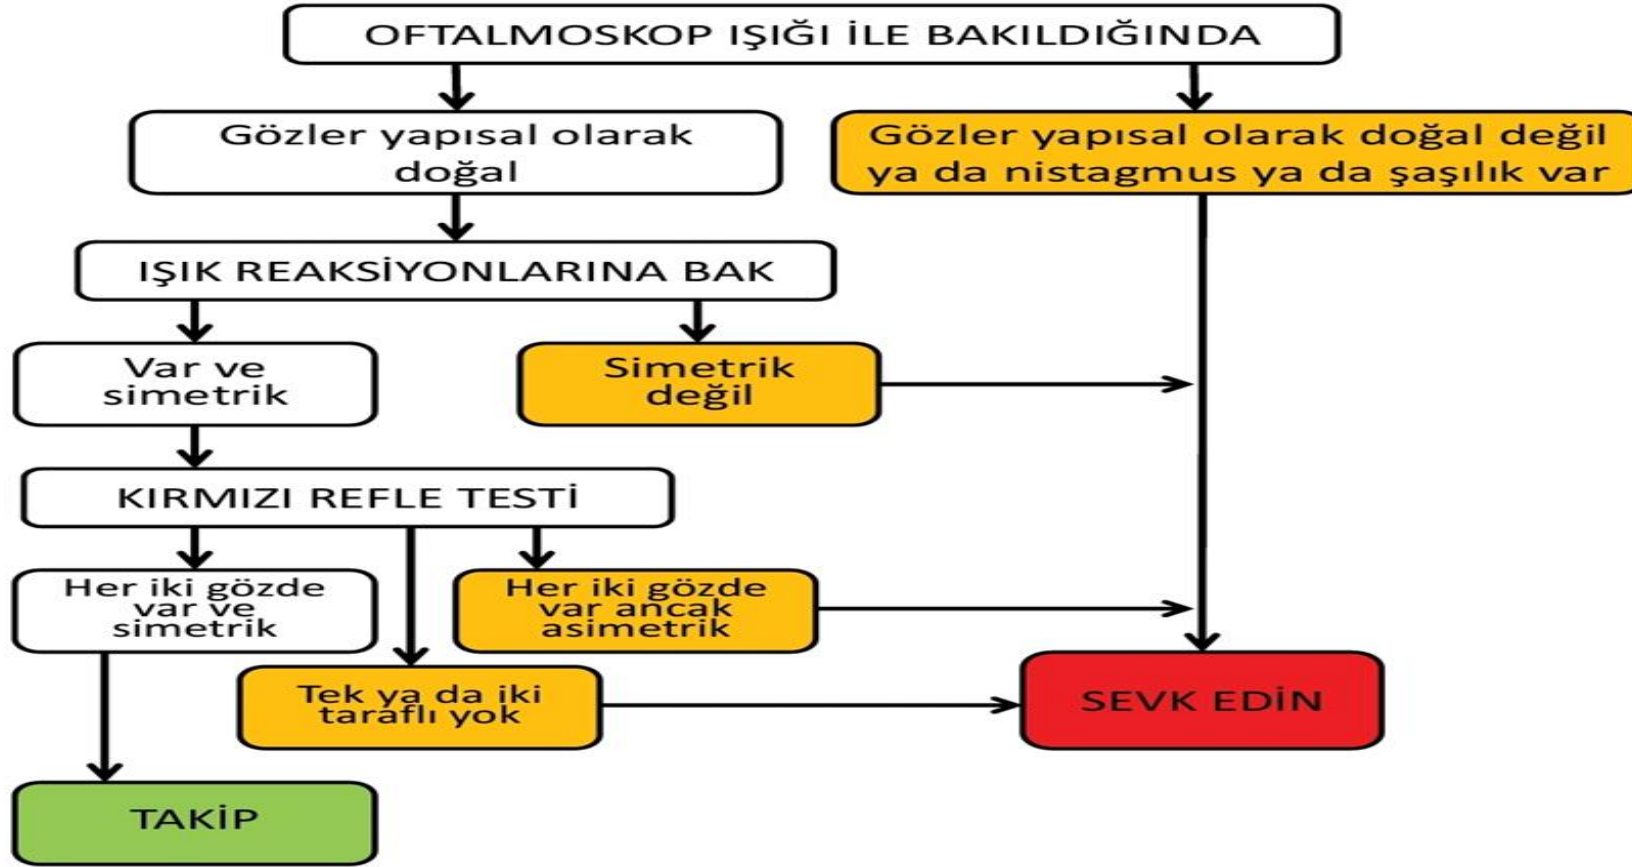 OFTALMOSKOP IŞIĞI İLE BAKILDIĞINDA
Gözler yapısal olarak
doğal
Gözler yapısal olarak doğal değil
ya da nistagmus ya da şaşılık var
IŞIK REAKSİYONLARINA BAK
Var ve
simetrik
Simetrik
değil
KIRMIZI REFLE TESTİ
Her iki gözde
var ve
simetrik
Her iki gözde
var ancak
asimetrik
Tek ya da iki
taraflı yok
SEVK EDİN
TAKİP